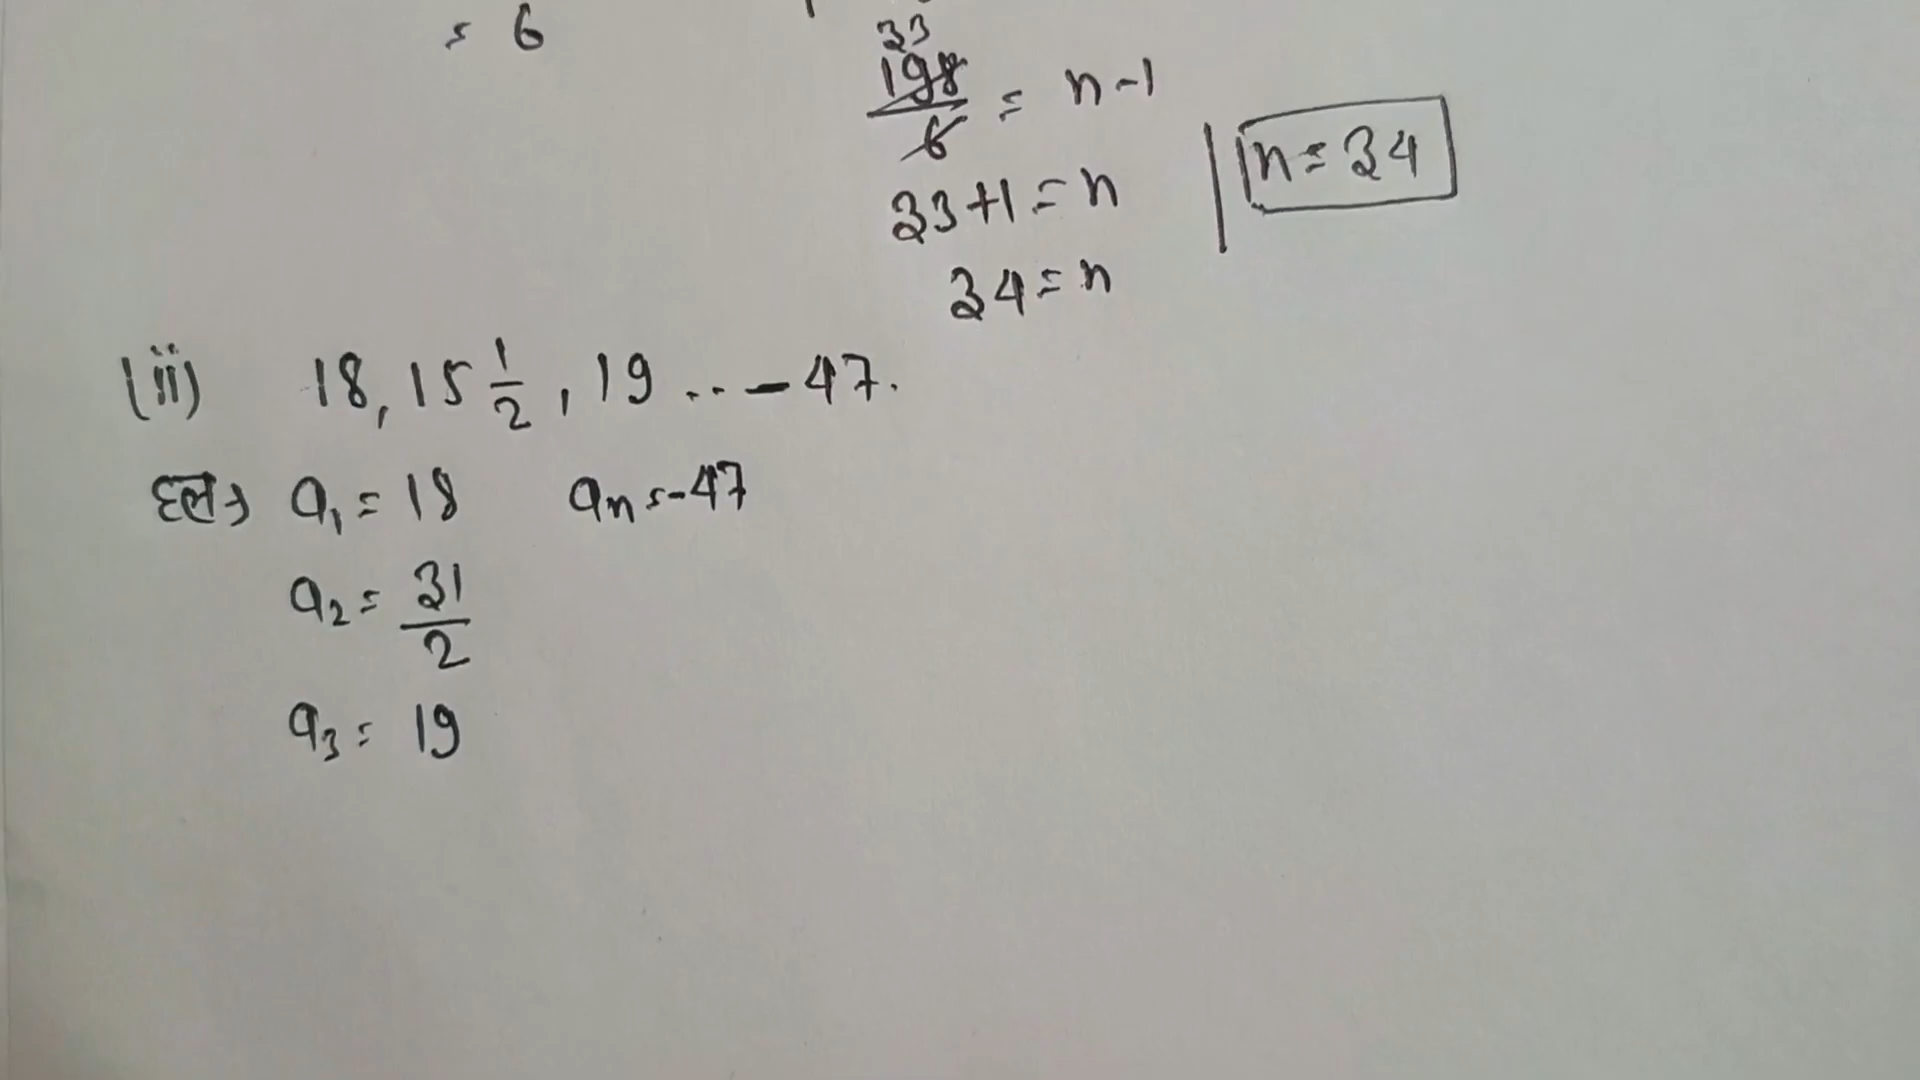 = 6
33
198/6 = n-1
33+1 = n
34 = n
n = 34
(ii) 18, 15 1/2, 19 ... -47.
हल→ a₁ = 18 aₙ = -47
a₂ = 31/2
a₃ = 19